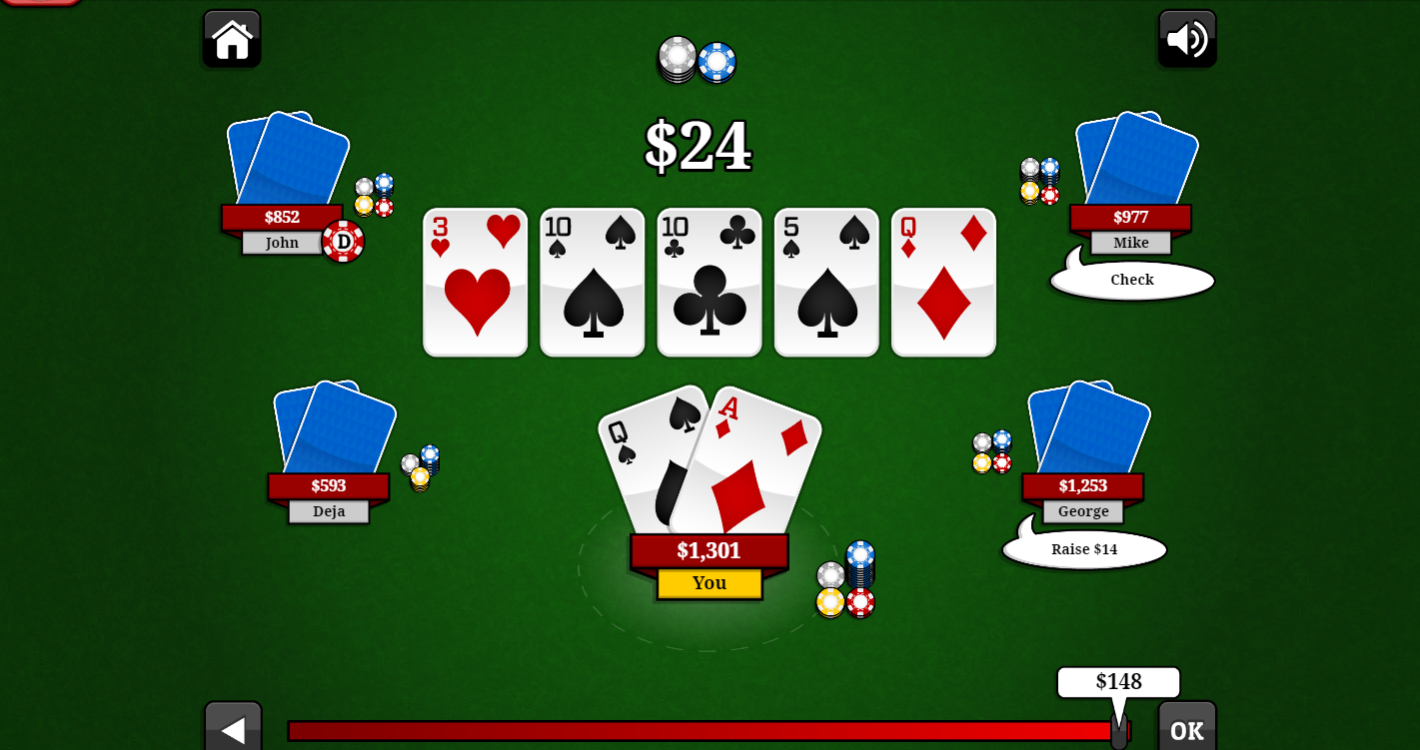 $24
$852
John
D
$977
Mike
Check
3
10
10
5
Q
$593
Deja
Q
A
$1,253
George
Raise $14
$1,301
You
$148
OK